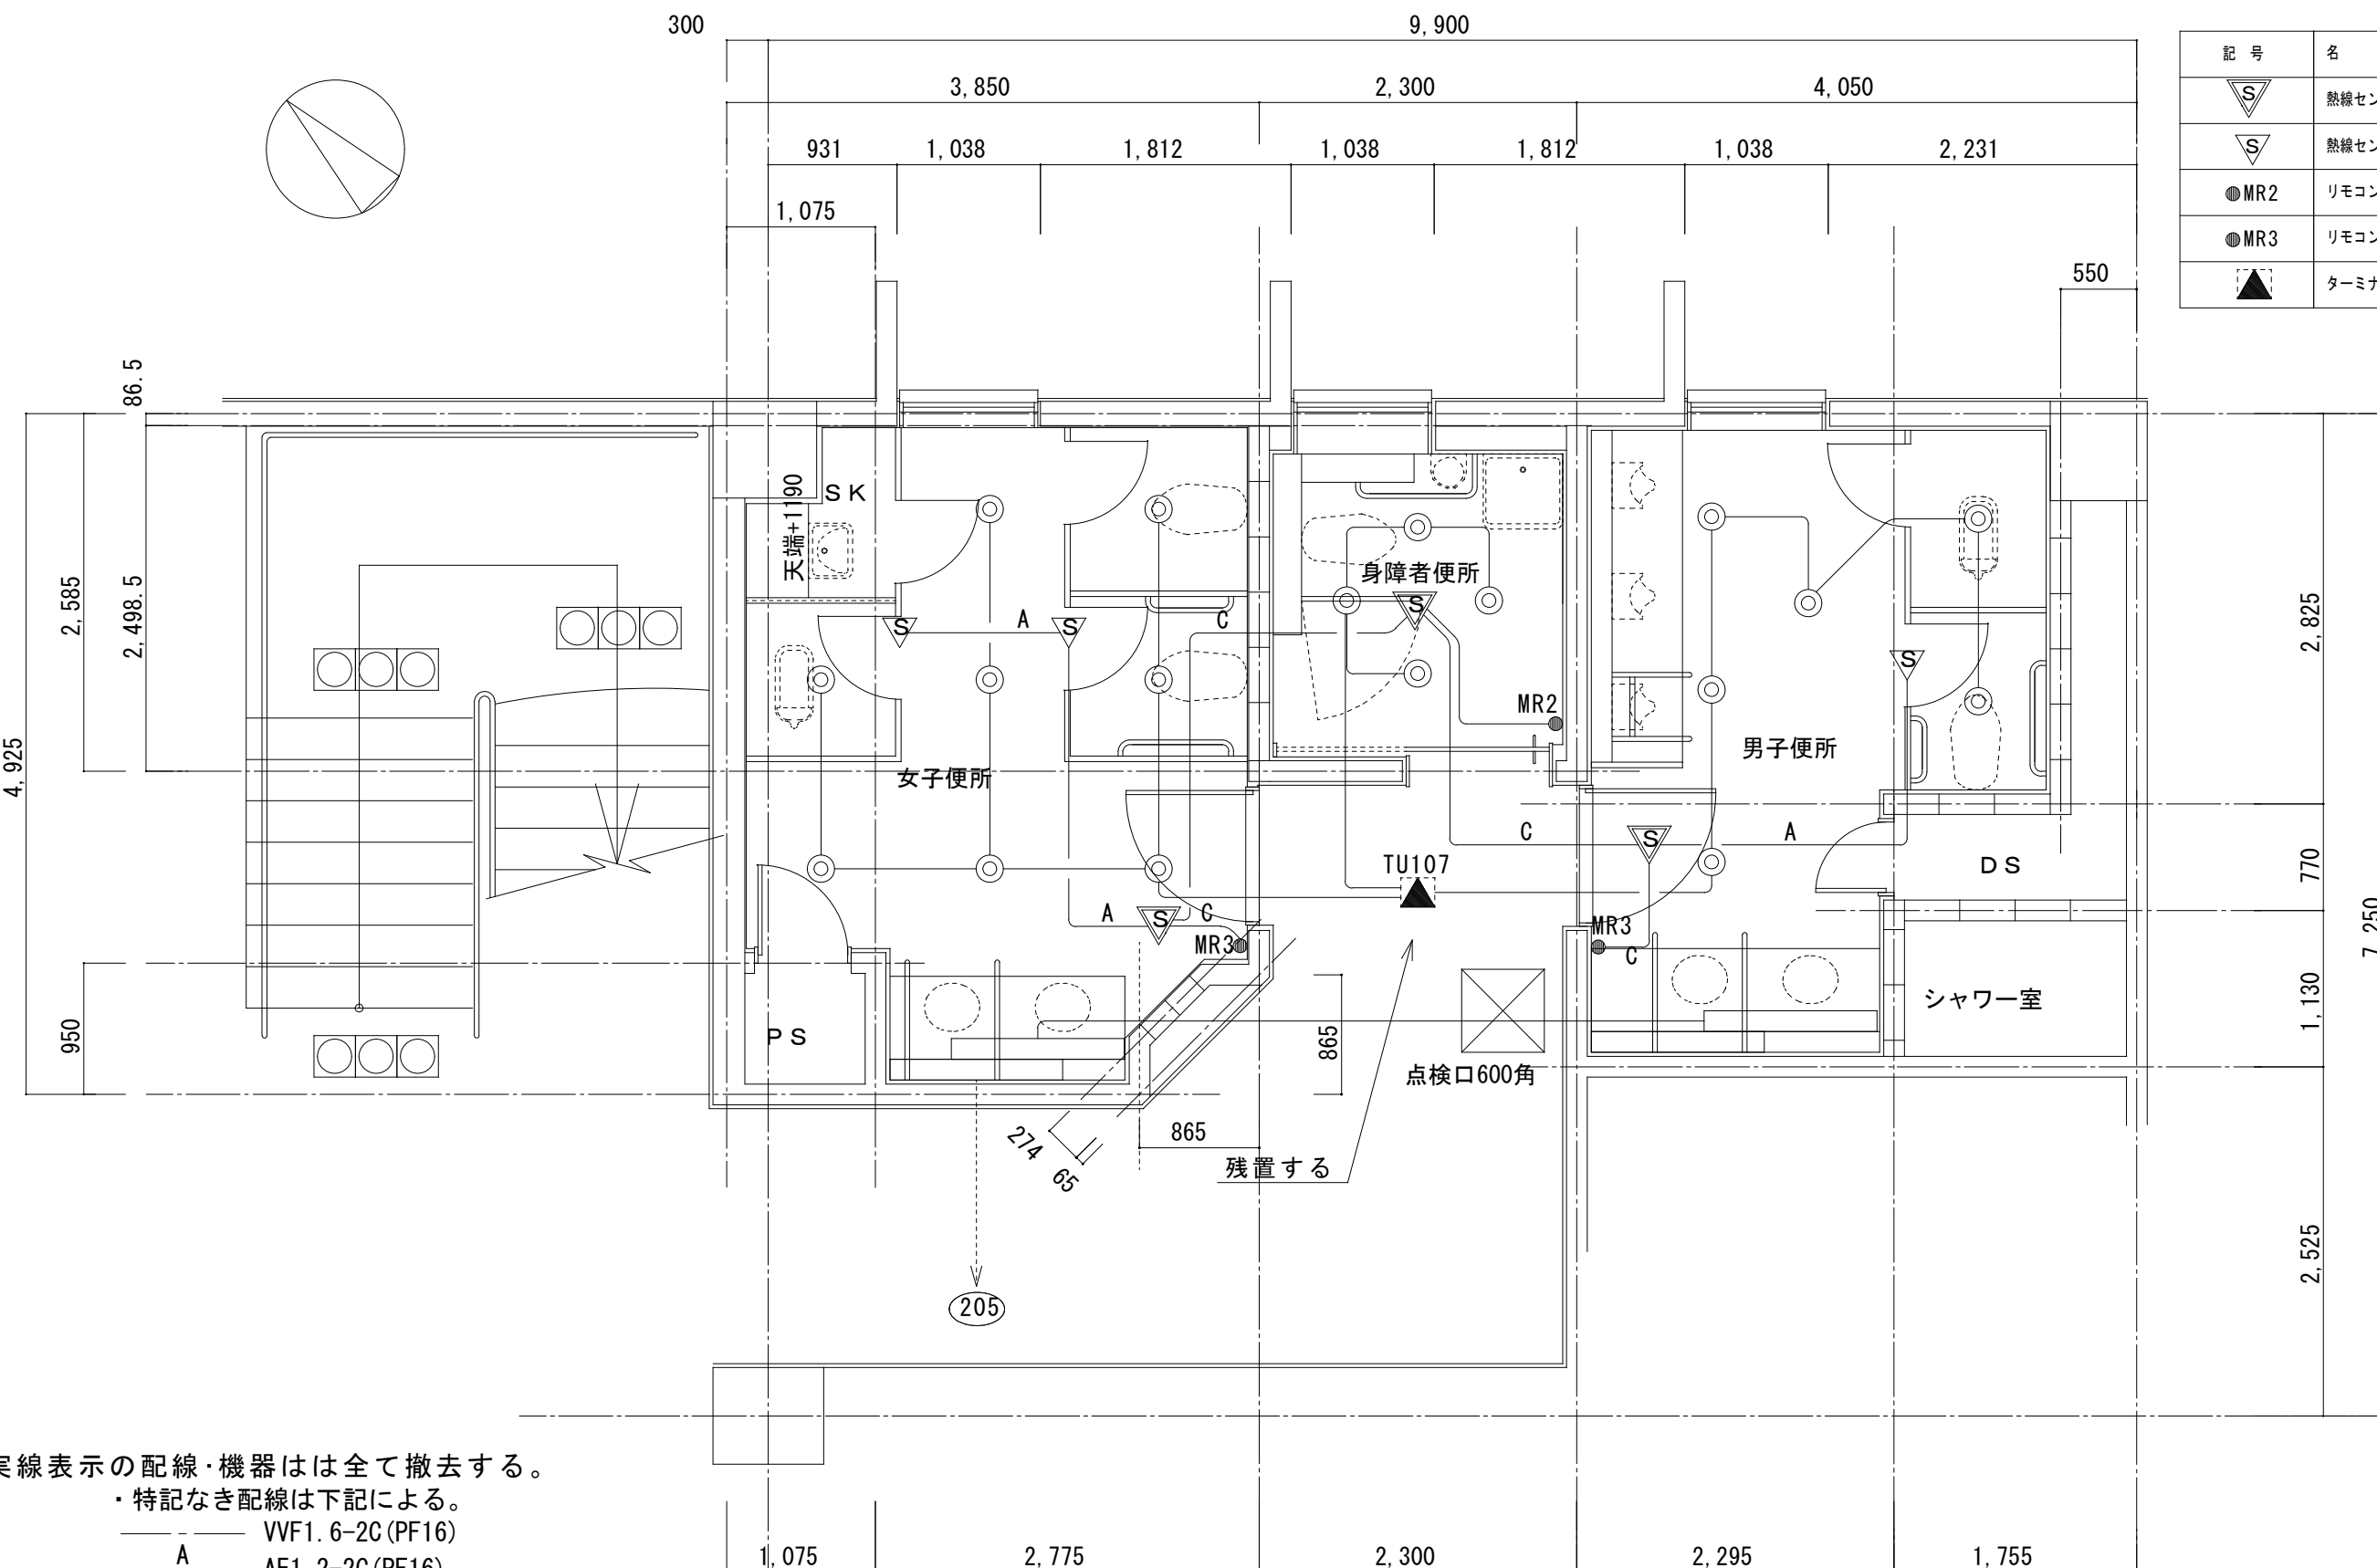 300
9,900
3,850
2,300
4,050
931
1,038
1,812
1,038
1,812
1,038
2,231
1,075
550
記 号
名
S
熱線セン
S
熱線セン
MR2
リモコン
MR3
リモコン
ターミナ
86.5
2,585
2,498.5
4,925
950
2,825
770
7,250
1,130
2,525
SK
天端+1190
身障者便所
S
A
S
C
S
S
MR2
男子便所
女子便所
C
S
A
TU107
DS
A
S
C
MR3
MR3
C
シャワー室
PS
865
点検口600角
865
274
65
残置する
205
実線表示の配線・機器はは全て撤去する。
・特記なき配線は下記による。
VVF1.6-2C(PF16)
A
AE1.2-2C(PF16)
1,075
2,775
2,300
2,295
1,755